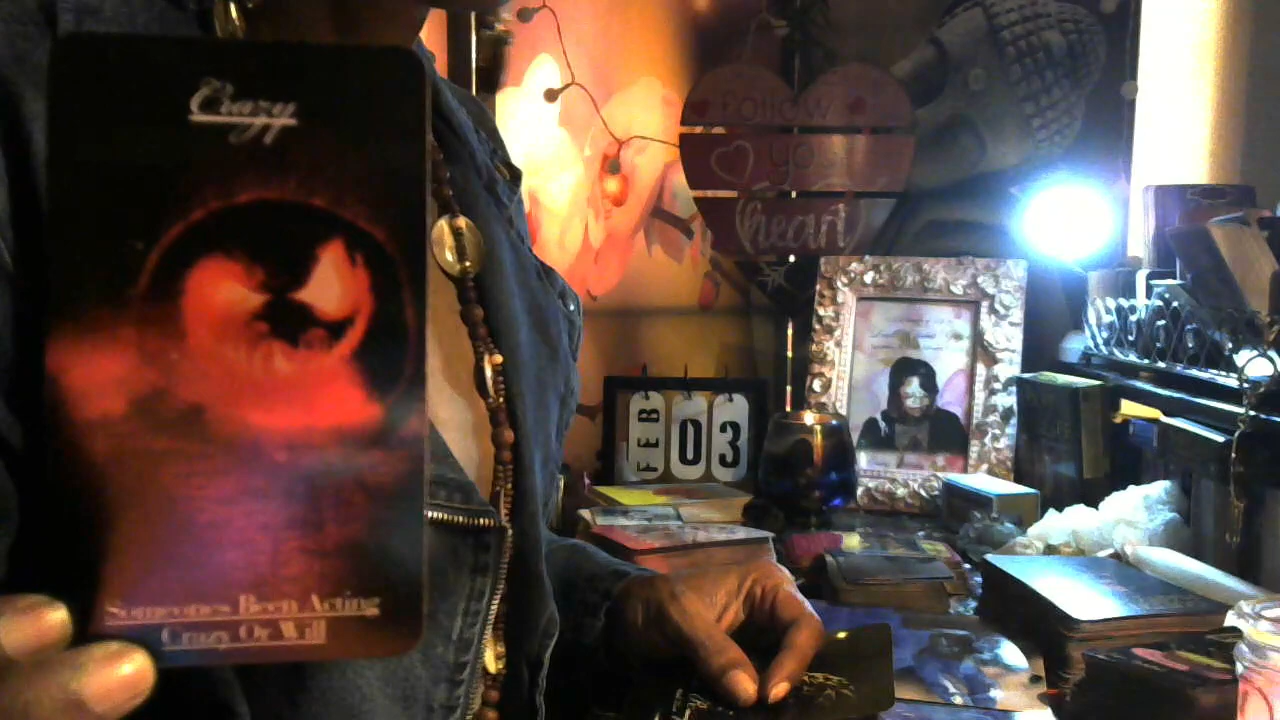 Crazy
Someones Been Acting
Crazy Or Will
Follow
your
heart
FEB 03